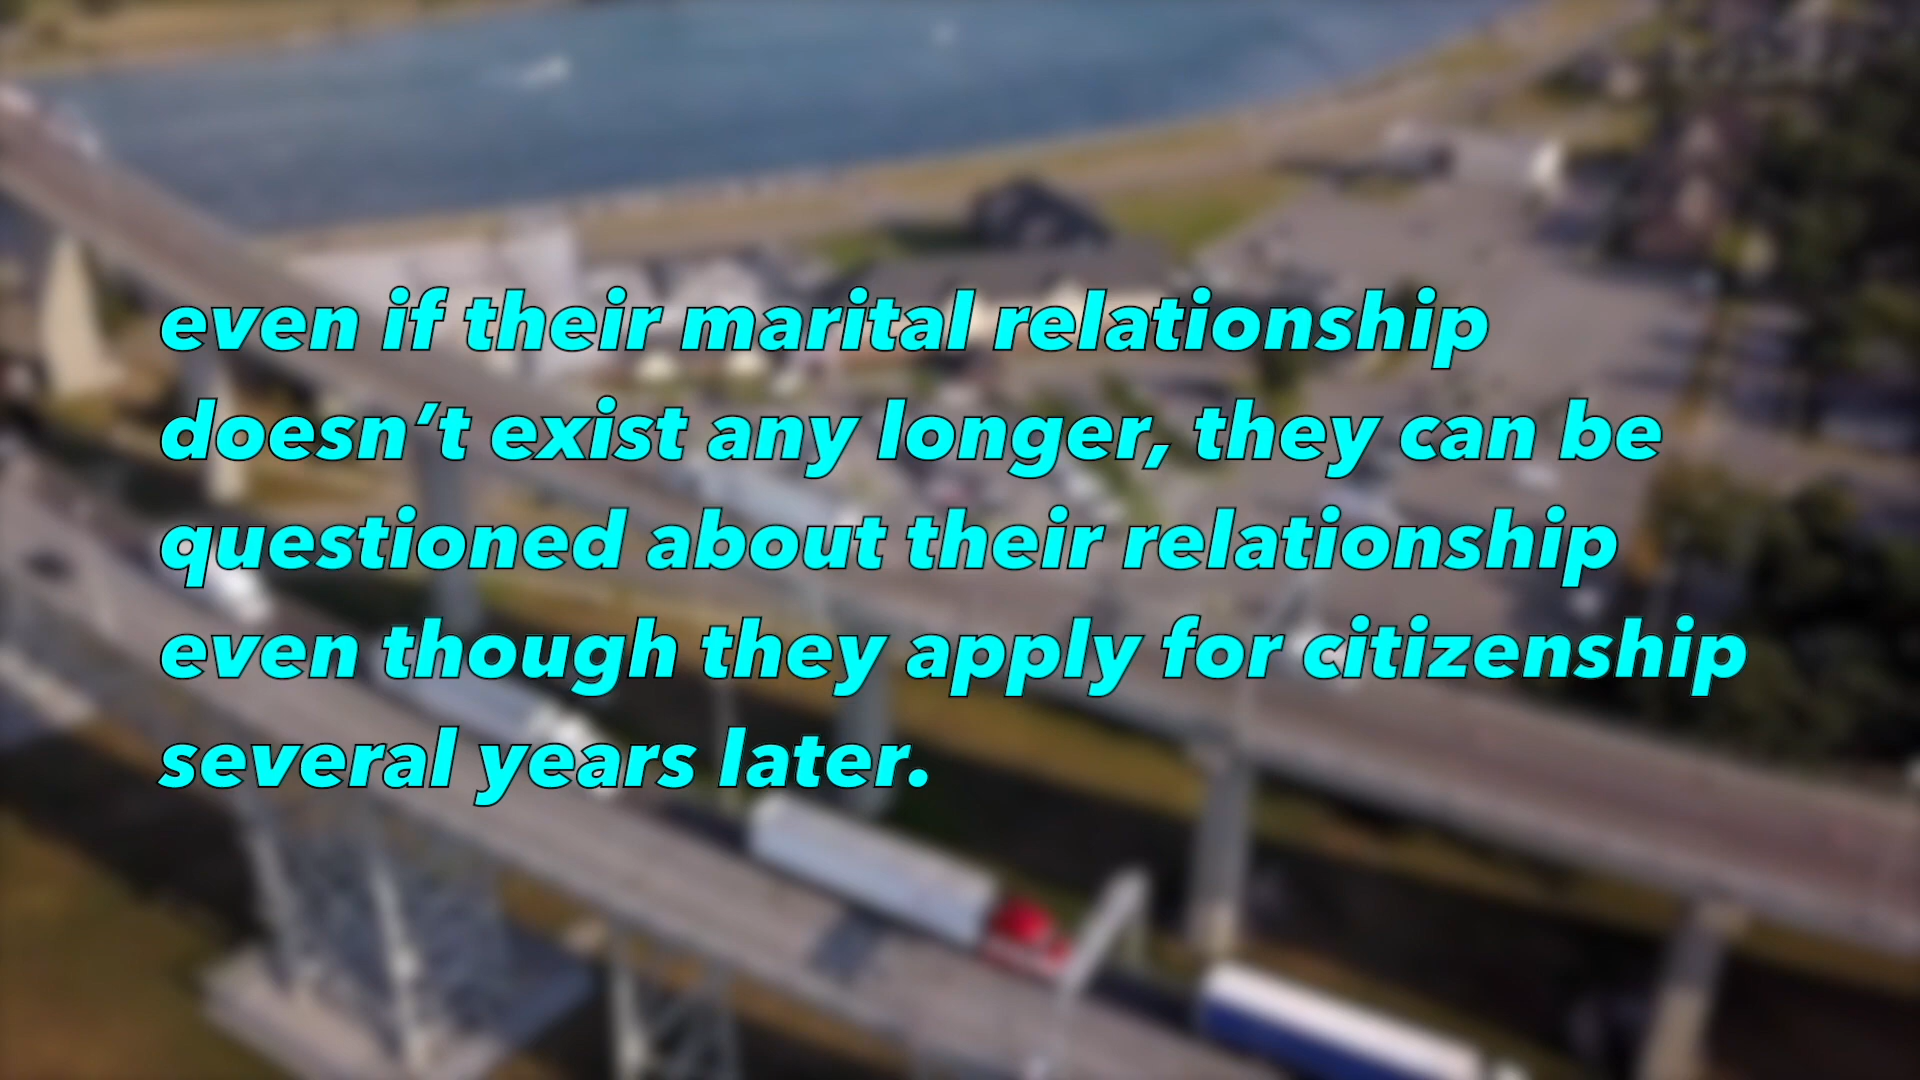 even if their marital relationship
doesn’t exist any longer, they can be
questioned about their relationship
even though they apply for citizenship
several years later.